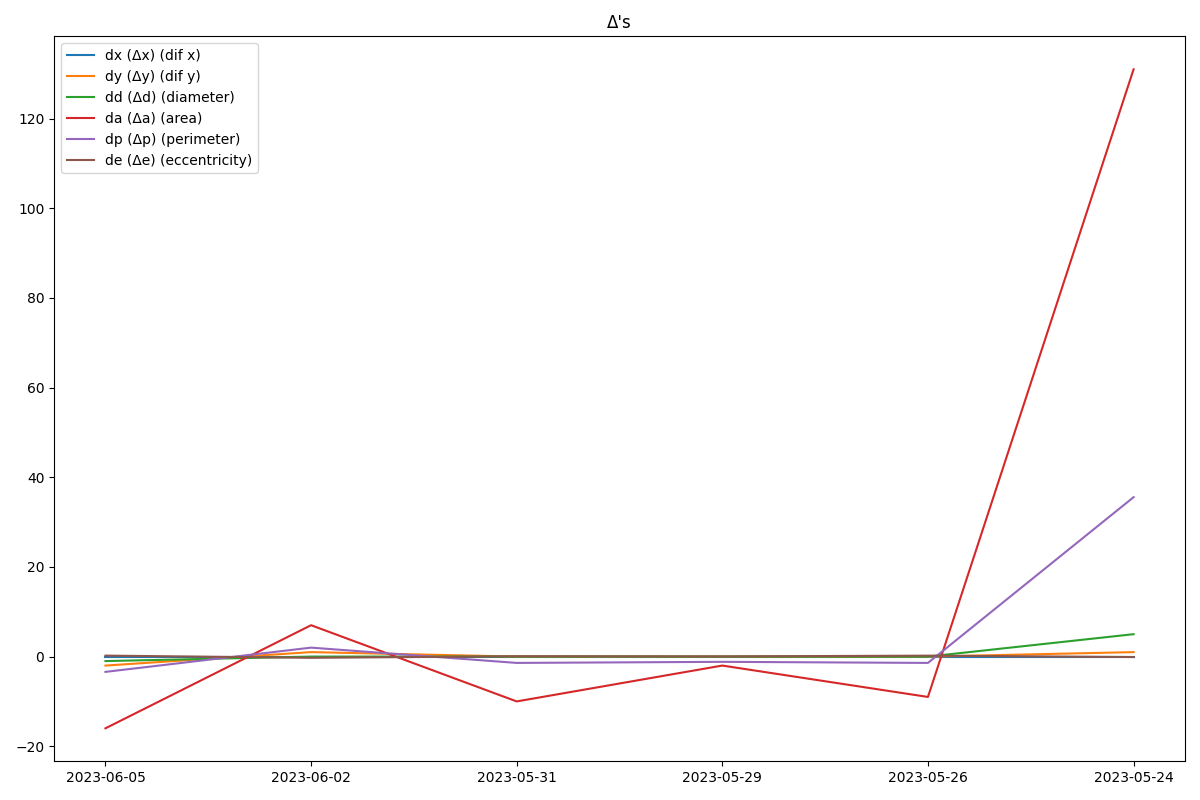 Δ's
dx (Δx) (dif x)
dy (Δy) (dif y)
dd (Δd) (diameter)
da (Δa) (area)
dp (Δp) (perimeter)
de (Δe) (eccentricity)
120
100
80
60
40
20
0
−20
2023-06-05 2023-06-02 2023-05-31 2023-05-29 2023-05-26 2023-05-24